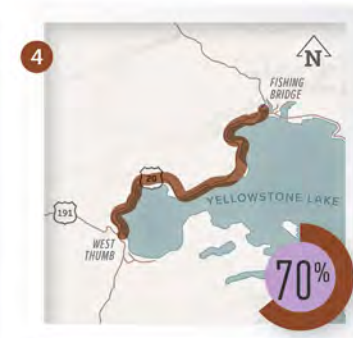 4
N
FISHING
BRIDGE
20
YELLOWSTONE LAKE
191
WEST
THUMB
70%